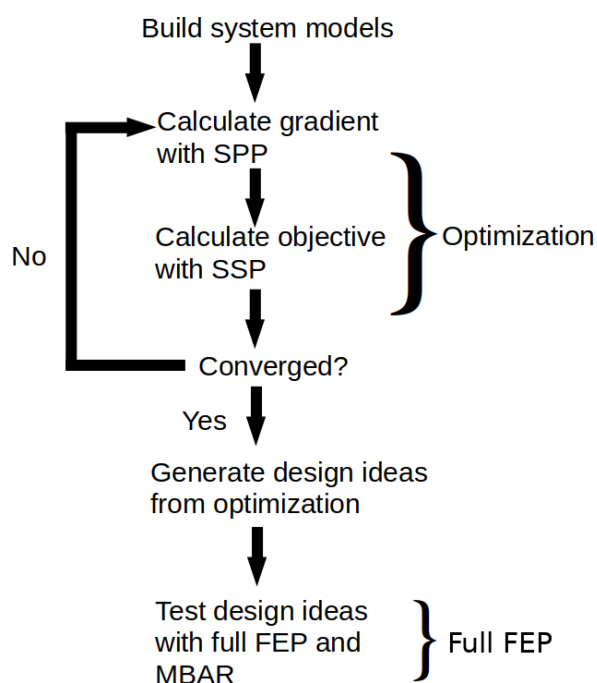 Build system models
Calculate gradient
with SPP
Calculate objective
with SSP
Optimization
No
Converged?
Yes
Generate design ideas
from optimization
Test design ideas
with full FEP and
MBAR
Full FEP